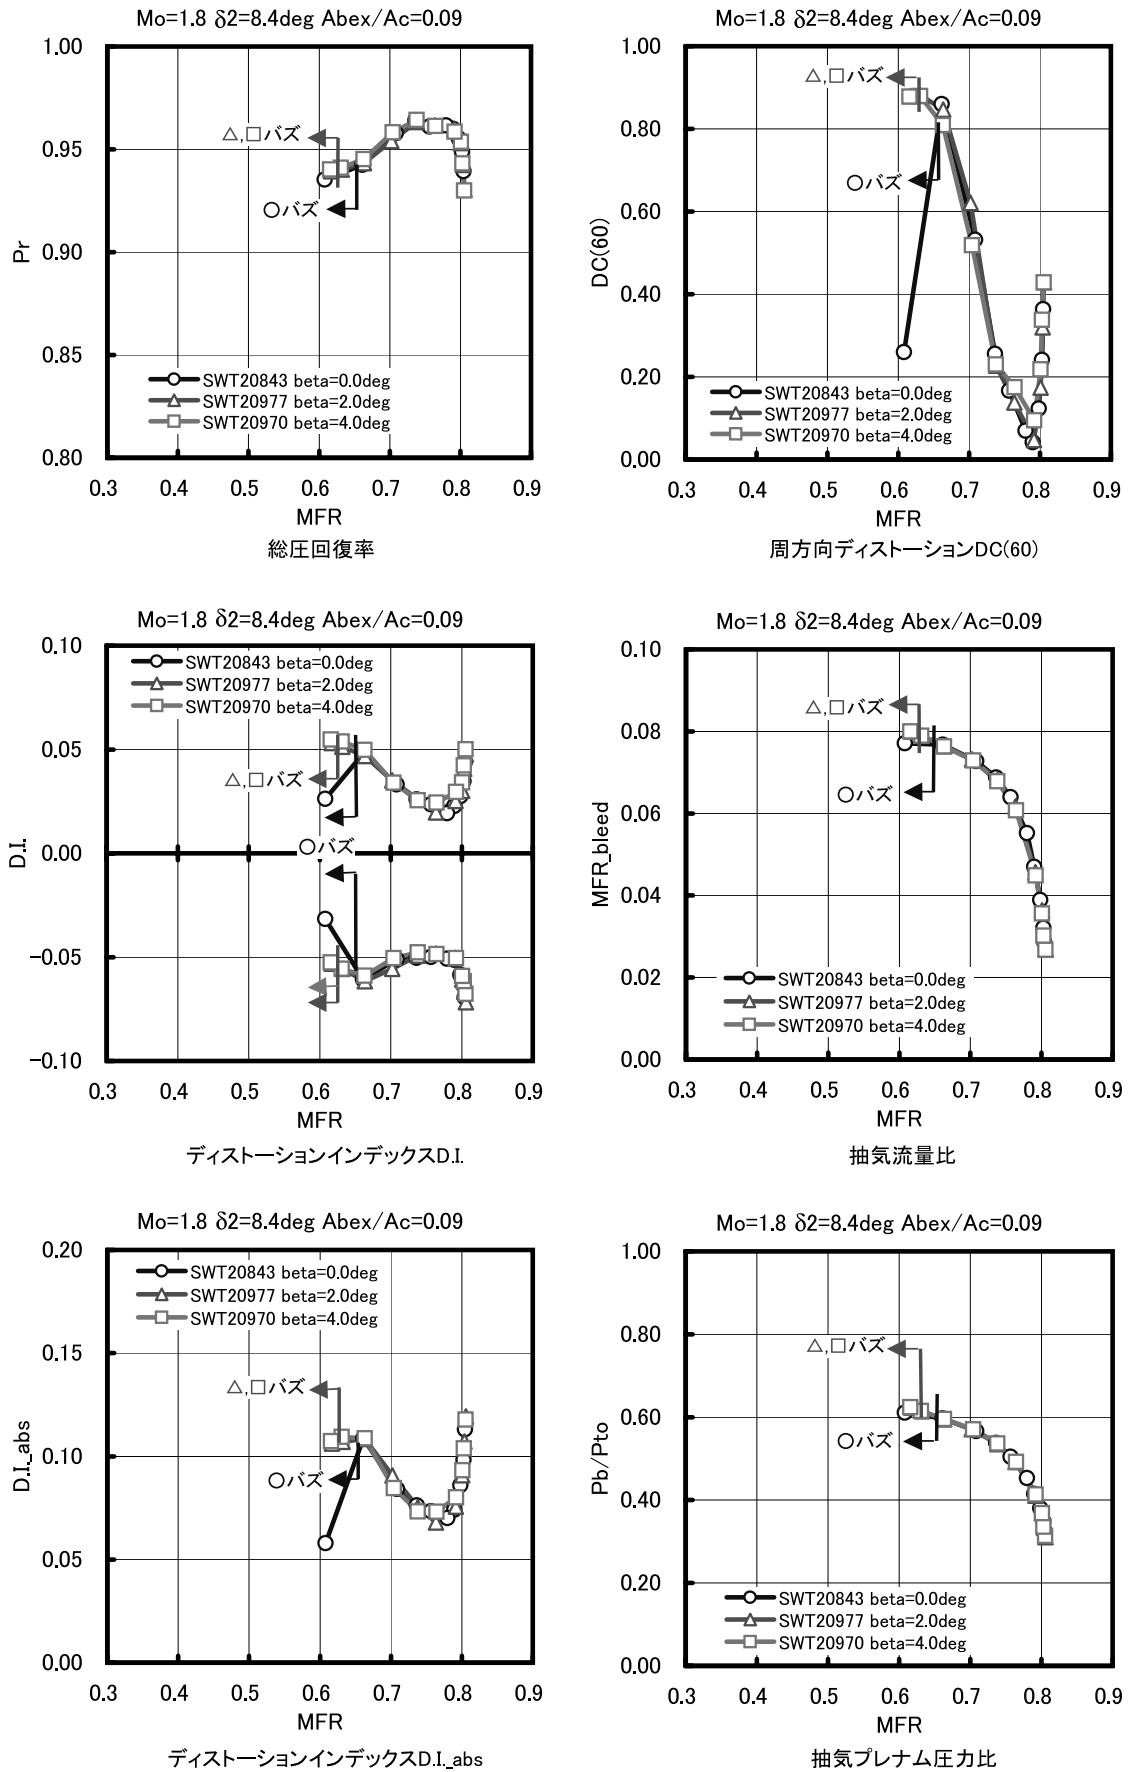 Mo=1.8 δ2=8.4deg Abex/Ac=0.09
1.00
0.95
0.90
0.85
0.80
Pr
△,□バズ
○バズ
SWT20843 beta=0.0deg
SWT20977 beta=2.0deg
SWT20970 beta=4.0deg
0.3 0.4 0.5 0.6 0.7 0.8 0.9
MFR
総圧回復率
Mo=1.8 δ2=8.4deg Abex/Ac=0.09
1.00
0.80
0.60
0.40
0.20
0.00
DC(60)
△,□バズ
○バズ
SWT20843 beta=0.0deg
SWT20977 beta=2.0deg
SWT20970 beta=4.0deg
0.3 0.4 0.5 0.6 0.7 0.8 0.9
MFR
周方向ディストーションDC(60)
Mo=1.8 δ2=8.4deg Abex/Ac=0.09
0.10
0.05
0.00
-0.05
-0.10
D.I.
SWT20843 beta=0.0deg
SWT20977 beta=2.0deg
SWT20970 beta=4.0deg
△,□バズ
○バズ
0.3 0.4 0.5 0.6 0.7 0.8 0.9
MFR
ディストーションインデックスD.I.
Mo=1.8 δ2=8.4deg Abex/Ac=0.09
0.10
0.08
0.06
0.04
0.02
0.00
MFR_bleed
△,□バズ
○バズ
SWT20843 beta=0.0deg
SWT20977 beta=2.0deg
SWT20970 beta=4.0deg
0.3 0.4 0.5 0.6 0.7 0.8 0.9
MFR
抽気流量比
Mo=1.8 δ2=8.4deg Abex/Ac=0.09
0.20
0.15
0.10
0.05
0.00
D.I._abs
SWT20843 beta=0.0deg
SWT20977 beta=2.0deg
SWT20970 beta=4.0deg
△,□バズ
○バズ
0.3 0.4 0.5 0.6 0.7 0.8 0.9
MFR
ディストーションインデックスD.I._abs
Mo=1.8 δ2=8.4deg Abex/Ac=0.09
1.00
0.80
0.60
0.40
0.20
0.00
Pb/Pto
△,□バズ
○バズ
SWT20843 beta=0.0deg
SWT20977 beta=2.0deg
SWT20970 beta=4.0deg
0.3 0.4 0.5 0.6 0.7 0.8 0.9
MFR
抽気プレナム圧力比